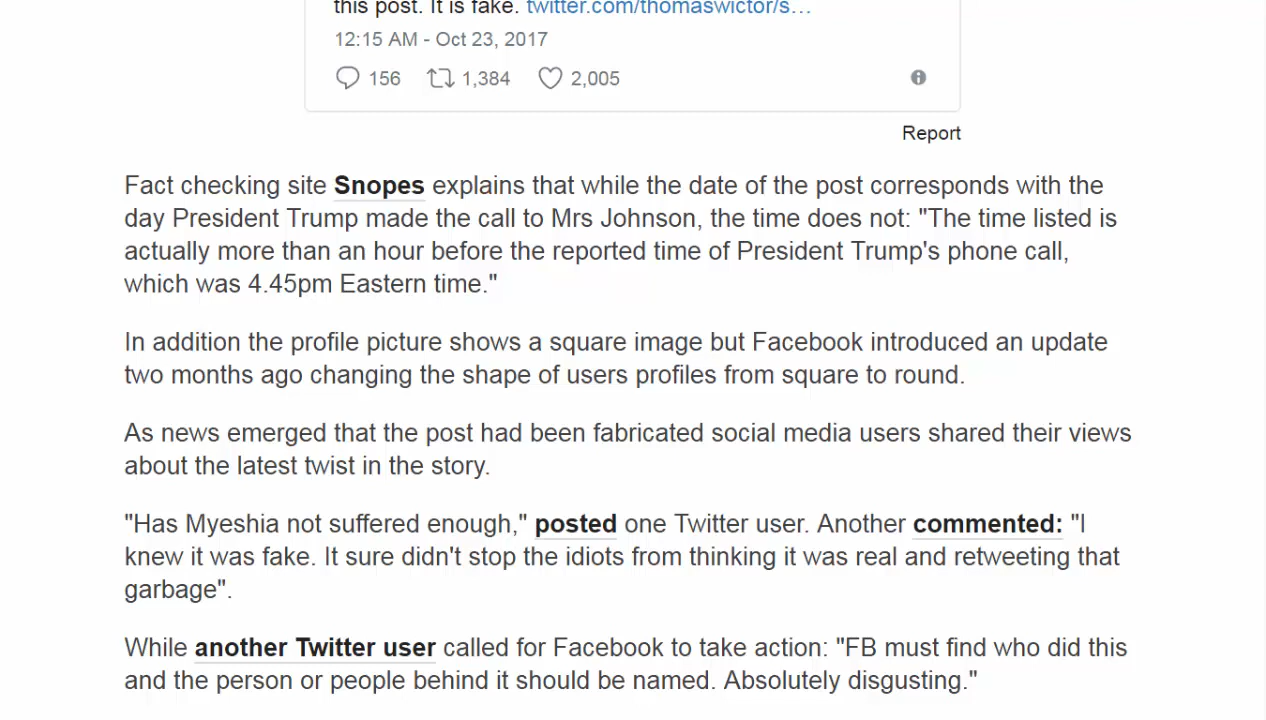 this post. It is fake. twitter.com/thomaswictor/s…
12:15 AM - Oct 23, 2017
156 1,384 2,005
Report
Fact checking site Snopes explains that while the date of the post corresponds with the
day President Trump made the call to Mrs Johnson, the time does not: "The time listed is
actually more than an hour before the reported time of President Trump's phone call,
which was 4.45pm Eastern time."
In addition the profile picture shows a square image but Facebook introduced an update
two months ago changing the shape of users profiles from square to round.
As news emerged that the post had been fabricated social media users shared their views
about the latest twist in the story.
"Has Myeshia not suffered enough," posted one Twitter user. Another commented: "I
knew it was fake. It sure didn't stop the idiots from thinking it was real and retweeting that
garbage".
While another Twitter user called for Facebook to take action: "FB must find who did this
and the person or people behind it should be named. Absolutely disgusting."